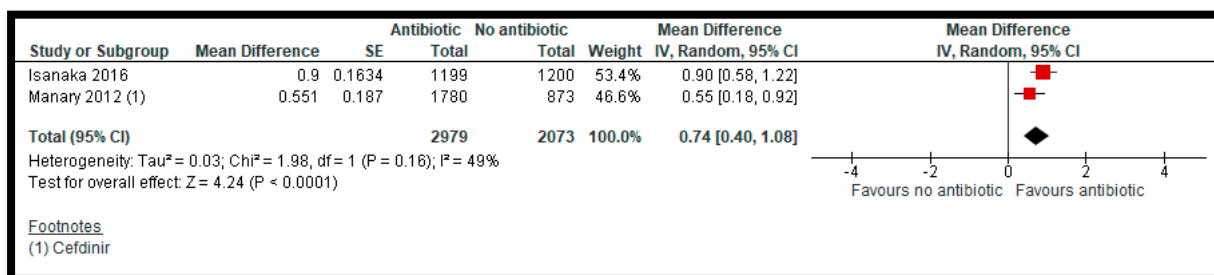 Antibiotic No antibiotic Mean Difference Mean Difference
Study or Subgroup Mean Difference SE Total Total Weight IV, Random, 95% CI IV, Random, 95% CI
Isanaka 2016 0.9 0.1634 1199 1200 53.4% 0.90 [0.58, 1.22]
Manary 2012 (1) 0.551 0.187 1780 873 46.6% 0.55 [0.18, 0.92]
Total (95% CI) 2979 2073 100.0% 0.74 [0.40, 1.08]
Heterogeneity: Tau² = 0.03; Chi² = 1.98, df = 1 (P = 0.16); I² = 49%
Test for overall effect: Z = 4.24 (P < 0.0001)
-4 -2 0 2 4
Favours no antibiotic Favours antibiotic
Footnotes
(1) Cefdinir